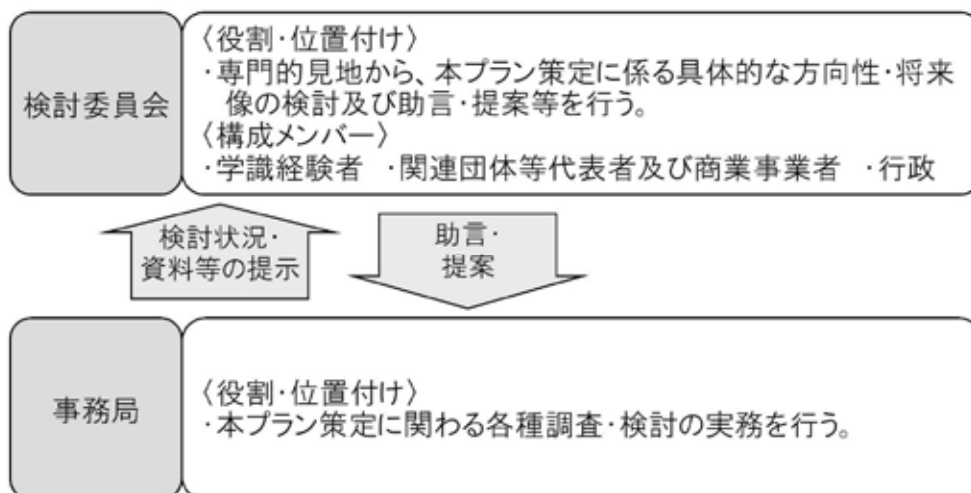 検討委員会
〈役割・位置付け〉
・専門的見地から、本プラン策定に係る具体的な方向性・将来
像の検討及び助言・提案等を行う。
〈構成メンバー〉
・学識経験者　・関連団体等代表者及び商業事業者　・行政
検討状況・
資料等の提示
助言・
提案
事務局
〈役割・位置付け〉
・本プラン策定に関わる各種調査・検討の実務を行う。